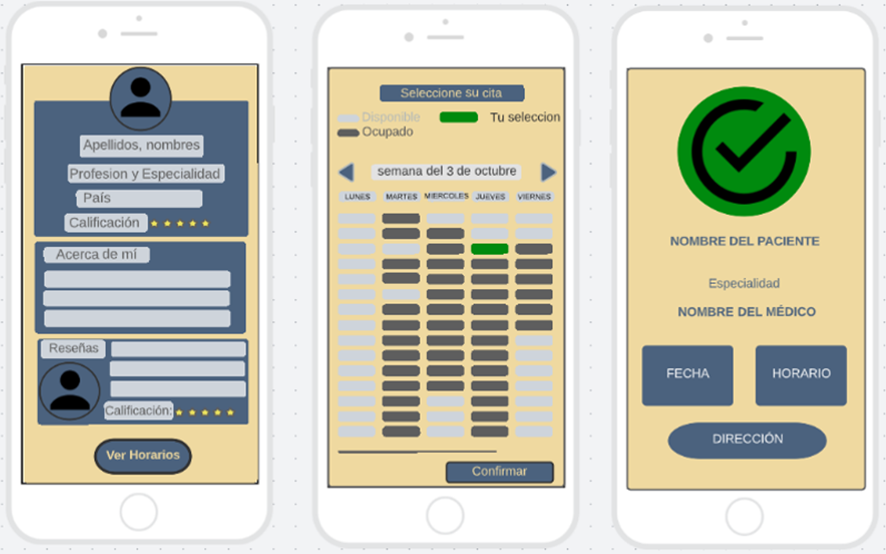 Apellidos, nombres
Profesion y Especialidad
País
Calificación
Acerca de mí
Reseñas
Calificación:
Ver Horarios
Seleccione su cita
Disponible
Tu seleccion
Ocupado
semana del 3 de octubre
LUNES MARTES MIERCOLES JUEVES VIERNES
Confirmar
NOMBRE DEL PACIENTE
Especialidad
NOMBRE DEL MÉDICO
FECHA
HORARIO
DIRECCIÓN